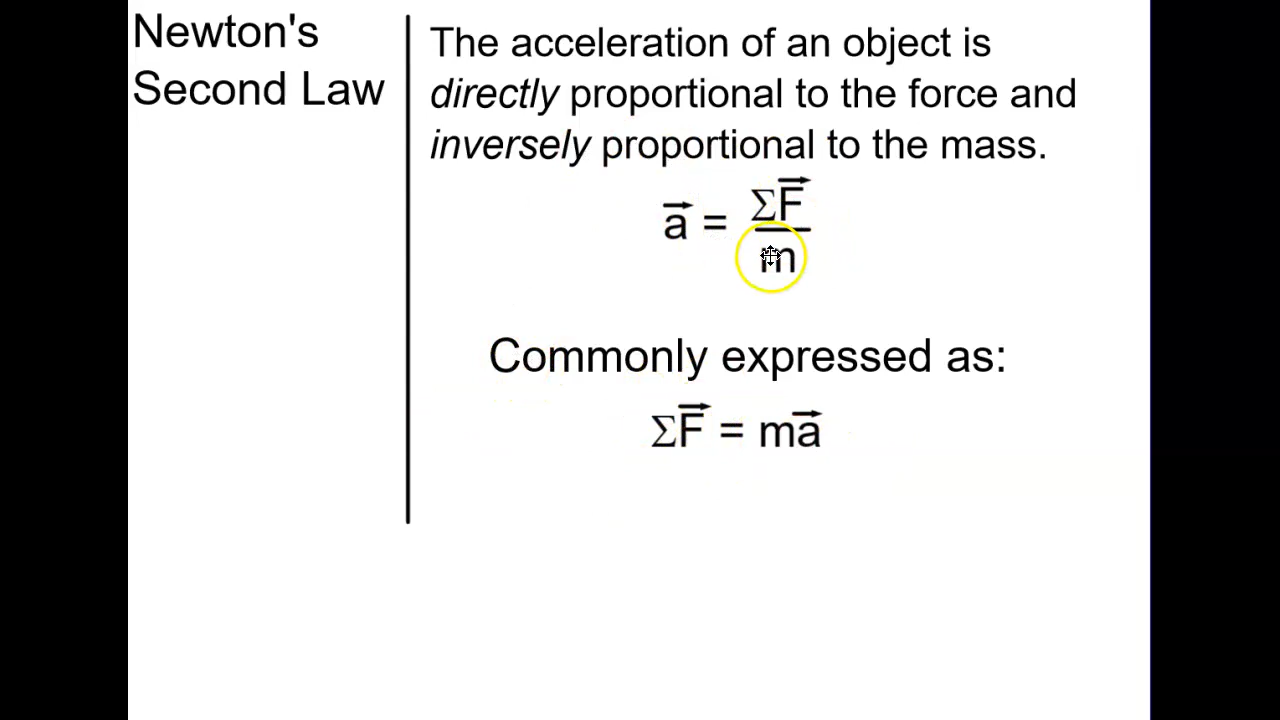 Newton's
Second Law
The acceleration of an object is
directly proportional to the force and
inversely proportional to the mass.
a⃗ = ΣF⃗
m
Commonly expressed as:
ΣF⃗ = ma⃗